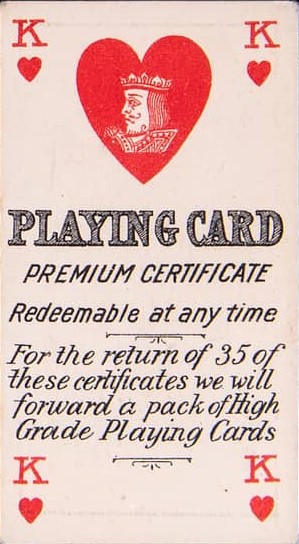 K K
PLAYING CARD
PREMIUM CERTIFICATE
Redeemable at any time
For the return of 35 of
these certificates we will
forward a pack of High
Grade Playing Cards
K K